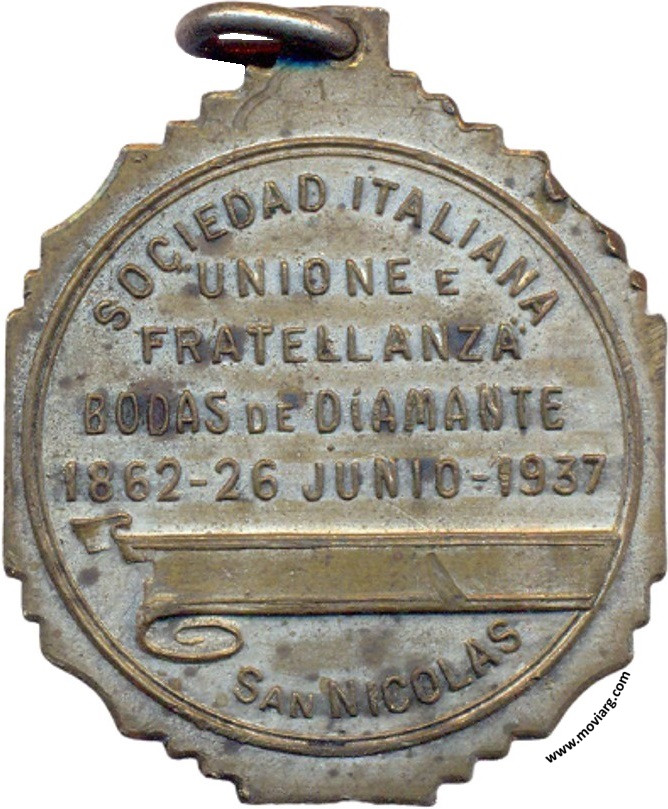 SOCIEDAD ITALIANA
"UNIONE E
FRATELLANZA"
BODAS DE DIAMANTE
1862-26 JUNIO-1937
SAN NICOLAS
www.moviarg.com